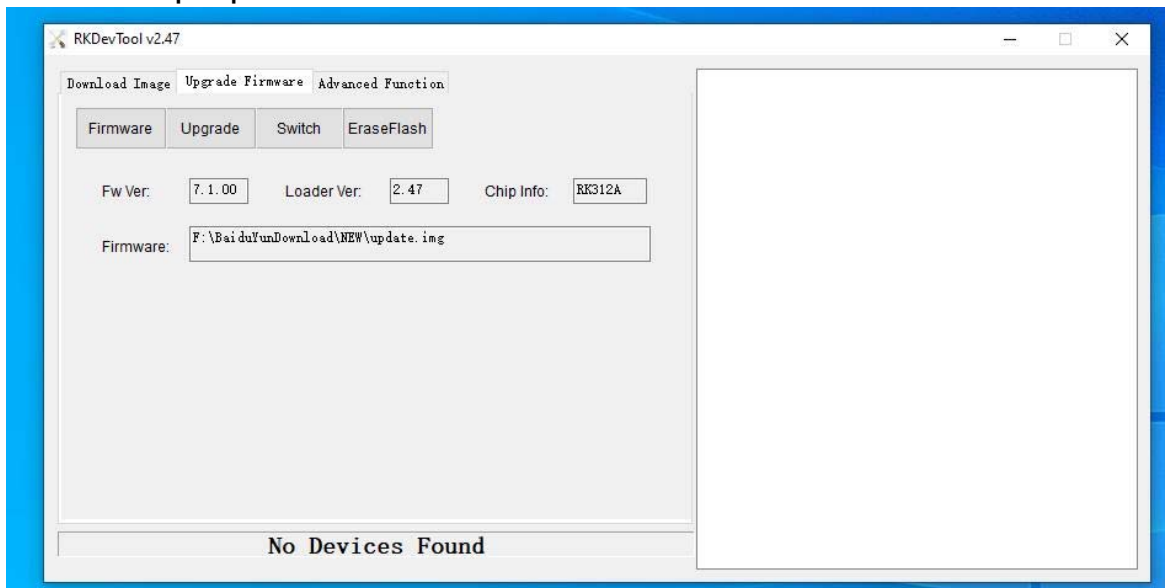 RKDevTool v2.47
Download Image Upgrade Firmware Advanced Function
Firmware Upgrade Switch EraseFlash
Fw Ver: 7.1.00 Loader Ver: 2.47 Chip Info: RK312A
Firmware: F:\BaiduYunDownload\NEW\update.img
No Devices Found